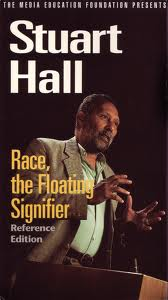 THE MEDIA EDUCATION FOUNDATION PRESENTS
Stuart
Hall
Race,
the Floating
Signifier
Reference
Edition